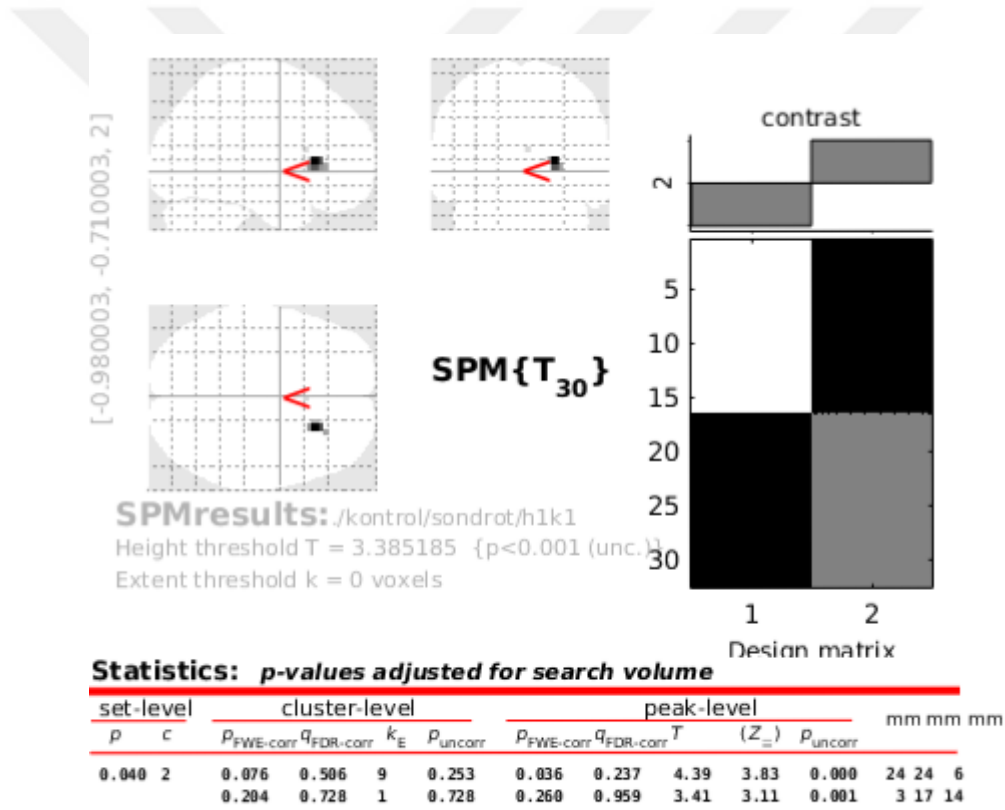 [-0.980003, -0.710003, 2]
contrast
2
SPM{T30}
5
10
15
20
25
30
1 2
Design matrix
SPMresults: ./kontrol/sondrot/h1k1
Height threshold T = 3.385185 {p<0.001 (unc.)}
Extent threshold k = 0 voxels
Statistics: p-values adjusted for search volume
set-level cluster-level peak-level mm mm mm
p c pFWE-corr qFDR-corr kE puncorr pFWE-corr qFDR-corr T (Z≡) puncorr
0.040 2 0.076 0.506 9 0.253 0.036 0.237 4.39 3.83 0.000 24 24 6
0.204 0.728 1 0.728 0.260 0.959 3.41 3.11 0.001 3 17 14